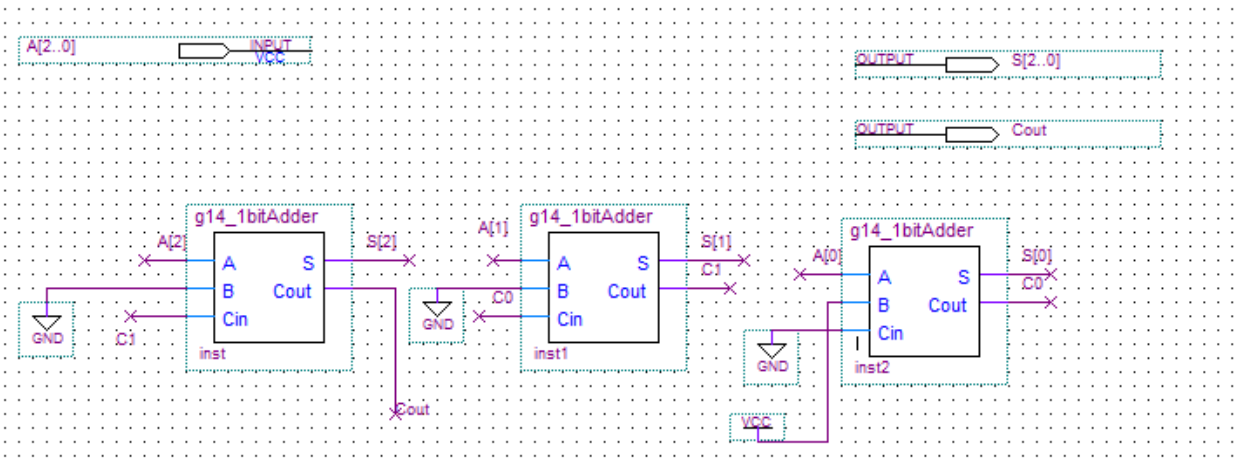 A[2..0] INPUT
VCC
OUTPUT S[2..0]
OUTPUT Cout
g14_1bitAdder
A[2] S[2]
A S
B Cout
Cin
GND
C1
inst
Cout
g14_1bitAdder
A[1] S[1]
A S
C1
B Cout
C0
Cin
GND
inst1
g14_1bitAdder
A[0] S[0]
A S
C0
B Cout
Cin
GND
inst2
VCC